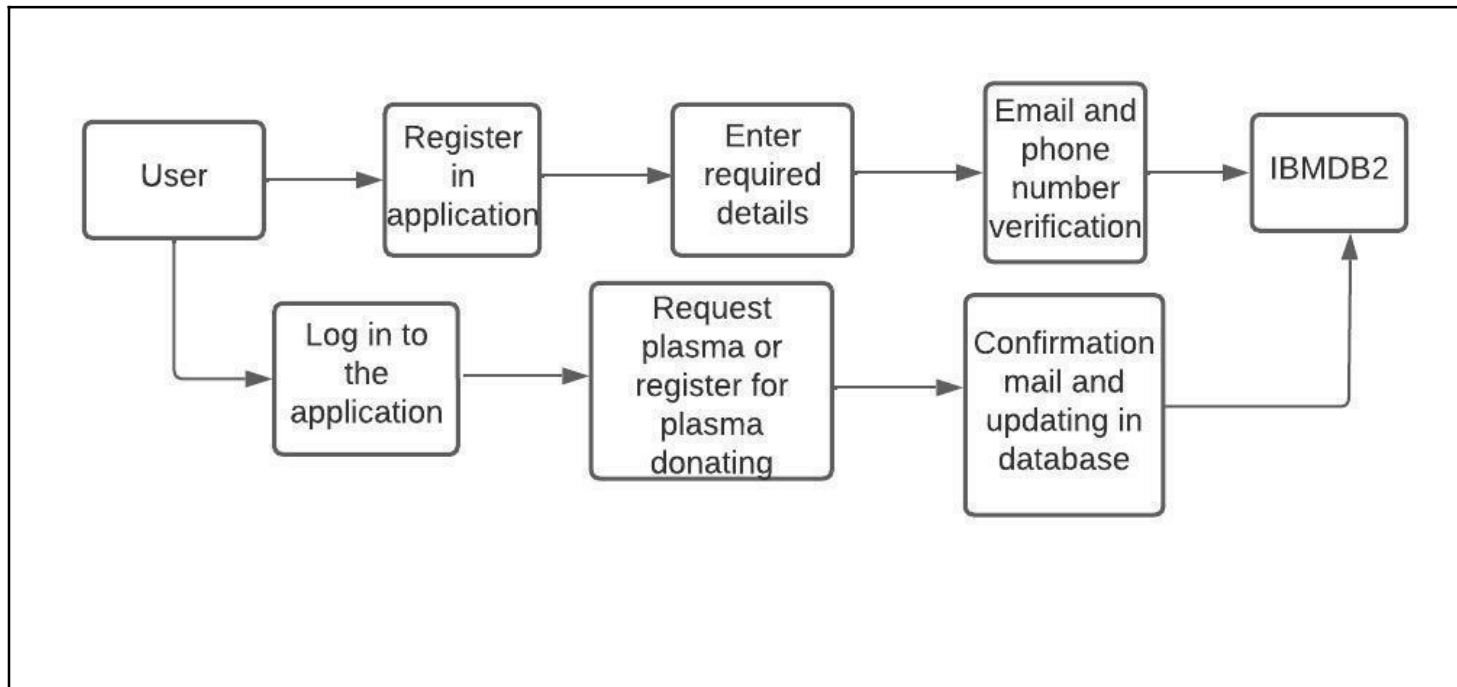 User
Register
in
application
Enter
required
details
Email and
phone
number
verification
IBMDB2
Log in to
the
application
Request
plasma or
register for
plasma
donating
Confirmation
mail and
updating in
database